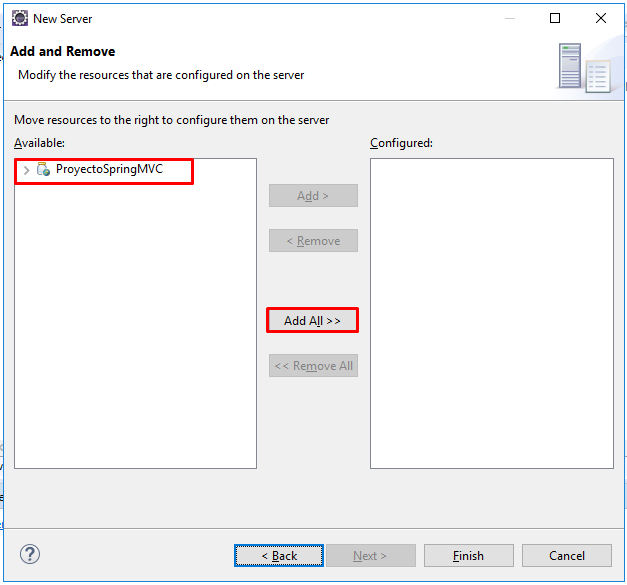 New Server
Add and Remove
Modify the resources that are configured on the server
Move resources to the right to configure them on the server
Available:
Configured:
ProyectoSpringMVC
Add >
< Remove
Add All >>
<< Remove All
?
< Back
Next >
Finish
Cancel